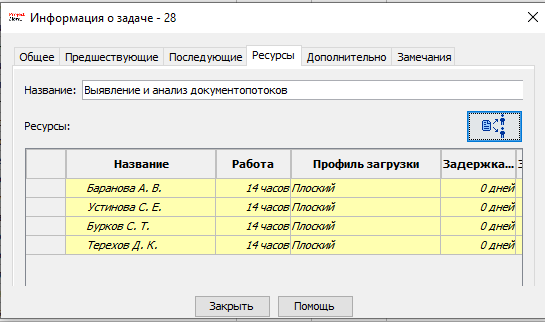 Информация о задаче - 28
Общее Предшествующие Последующие Ресурсы Дополнительно Замечания
Название: Выявление и анализ документопотоков
Ресурсы:
Название Работа Профиль загрузки Задержка...
Баранова А. В. 14 часов Плоский 0 дней
Устинова С. Е. 14 часов Плоский 0 дней
Бурков С. Т. 14 часов Плоский 0 дней
Терехов Д. К. 14 часов Плоский 0 дней
Закрыть Помощь